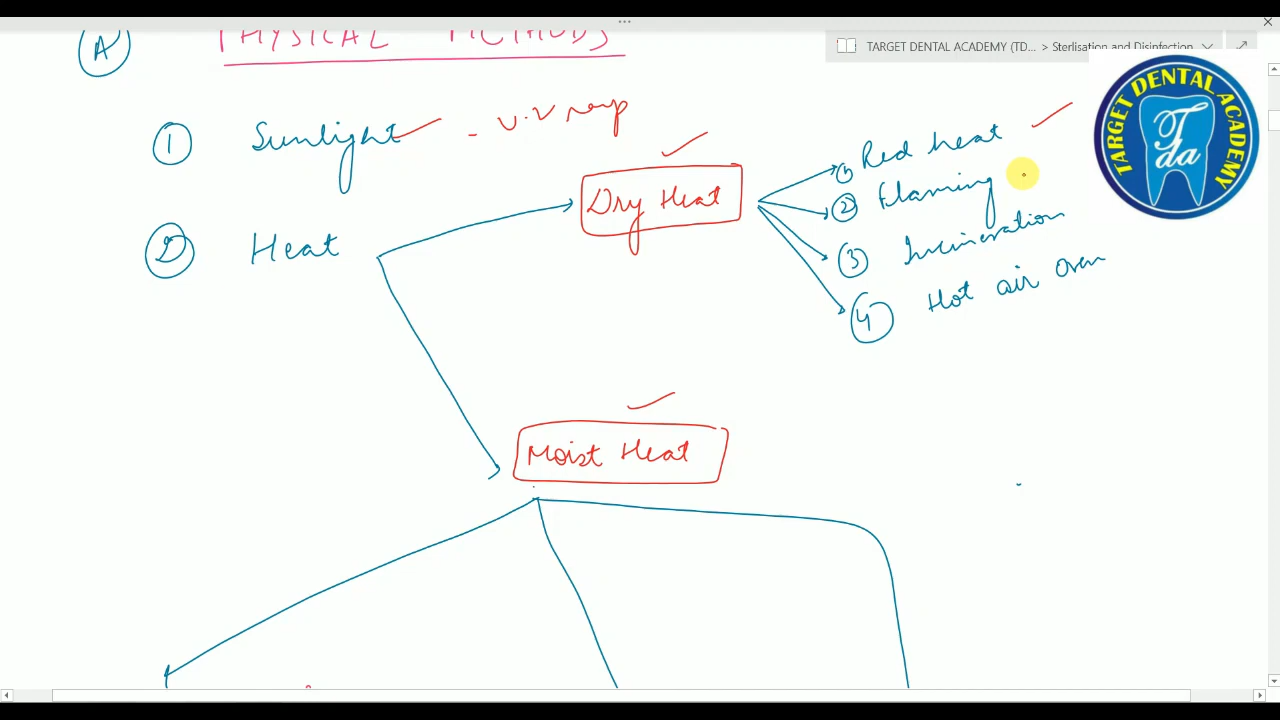 TARGET DENTAL ACADEMY (TD... > Sterlisation and Disinfection
A PHYSICAL METHODS
1 Sunlight - U.V rays
2 Heat
Dry Heat
1 Red heat
2 Flaming
3 Incineration
4 Hot air oven
Moist Heat
TARGET DENTAL ACADEMY
Tda